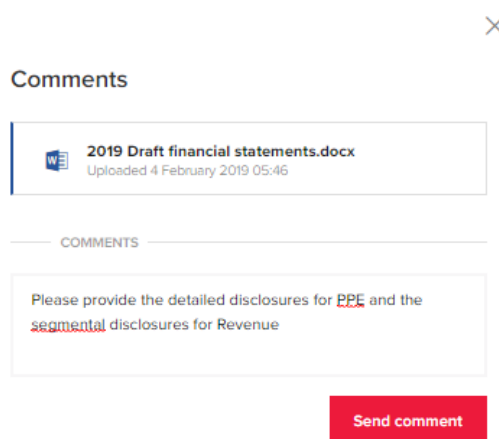 Comments
2019 Draft financial statements.docx
Uploaded 4 February 2019 05:46
COMMENTS
Please provide the detailed disclosures for PPE and the
segmental disclosures for Revenue
Send comment